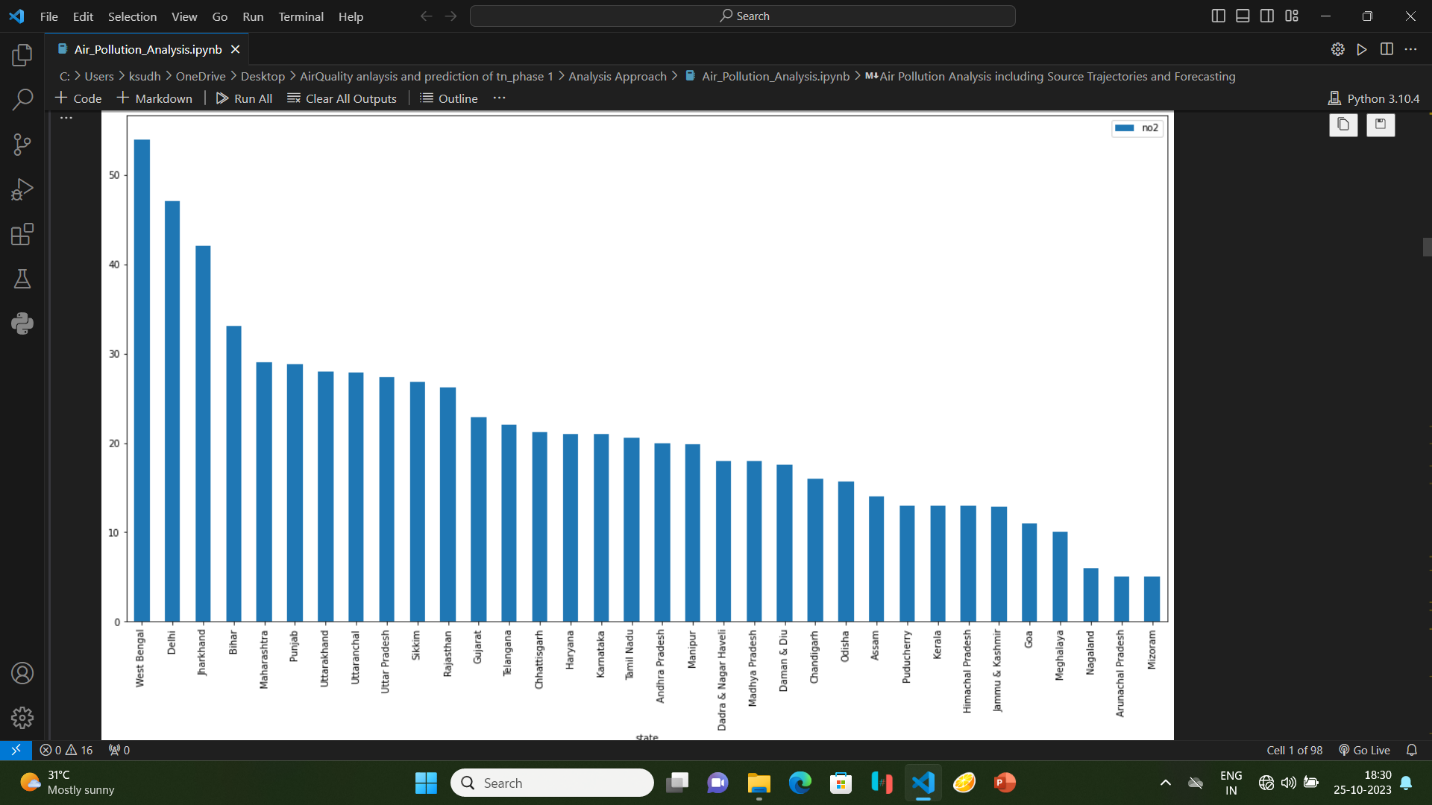 File Edit Selection View Go Run Terminal Help
Search
Air_Pollution_Analysis.ipynb
C: > Users > ksudh > OneDrive > Desktop > AirQuality anlaysis and prediction of tn_phase 1 > Analysis Approach > Air_Pollution_Analysis.ipynb > M↓Air Pollution Analysis including Source Trajectories and Forecasting
+ Code + Markdown | Run All Clear All Outputs | Outline ···
Python 3.10.4
···
no2
50
40
30
20
10
0
West Bengal
Delhi
Jharkhand
Bihar
Maharashtra
Punjab
Uttarakhand
Uttaranchal
Uttar Pradesh
Sikkim
Rajasthan
Gujarat
Telangana
Chhattisgarh
Haryana
Karnataka
Tamil Nadu
Andhra Pradesh
Manipur
Dadra & Nagar Haveli
Madhya Pradesh
Daman & Diu
Chandigarh
Odisha
Assam
Puducherry
Kerala
Himachal Pradesh
Jammu & Kashmir
Goa
Meghalaya
Nagaland
Arunachal Pradesh
Mizoram
state
0 16 0
Cell 1 of 98 Go Live
31°C
Mostly sunny
Search
ENG
IN
18:30
25-10-2023